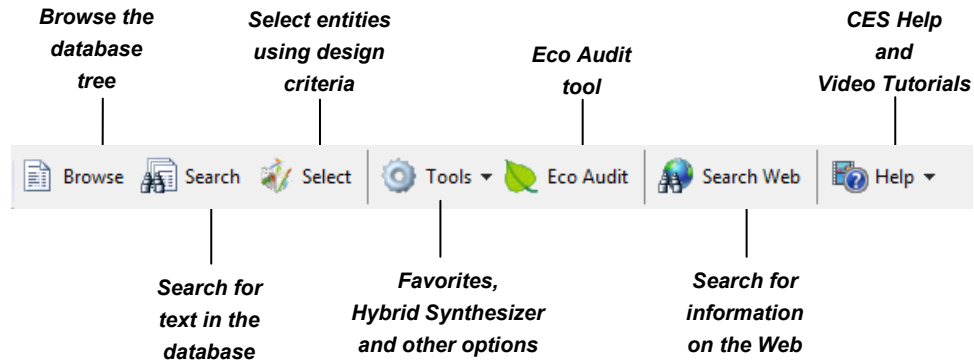 Browse the
database
tree
Select entities
using design
criteria
Eco Audit
tool
CES Help
and
Video Tutorials
Browse
Search
Select
Tools
Eco Audit
Search Web
Help
Search for
text in the
database
Favorites,
Hybrid Synthesizer
and other options
Search for
information
on the Web